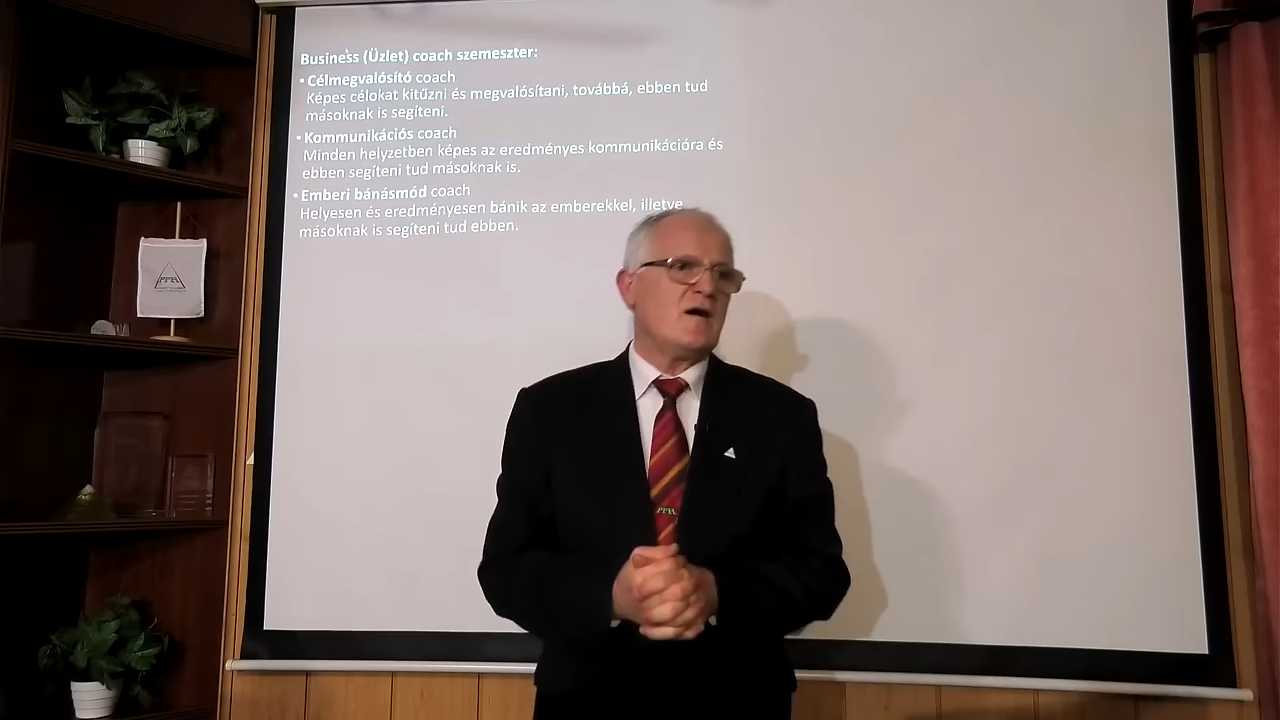 Business (Üzlet) coach szemeszter:
• Célmegvalósító coach
Képes célokat kitűzni és megvalósítani, továbbá, ebben tud
másoknak is segíteni.
• Kommunikációs coach
Minden helyzetben képes az eredményes kommunikációra és
ebben segíteni tud másoknak is.
• Emberi bánásmód coach
Helyesen és eredményesen bánik az emberekkel, illetve
másoknak is segíteni tud ebben.